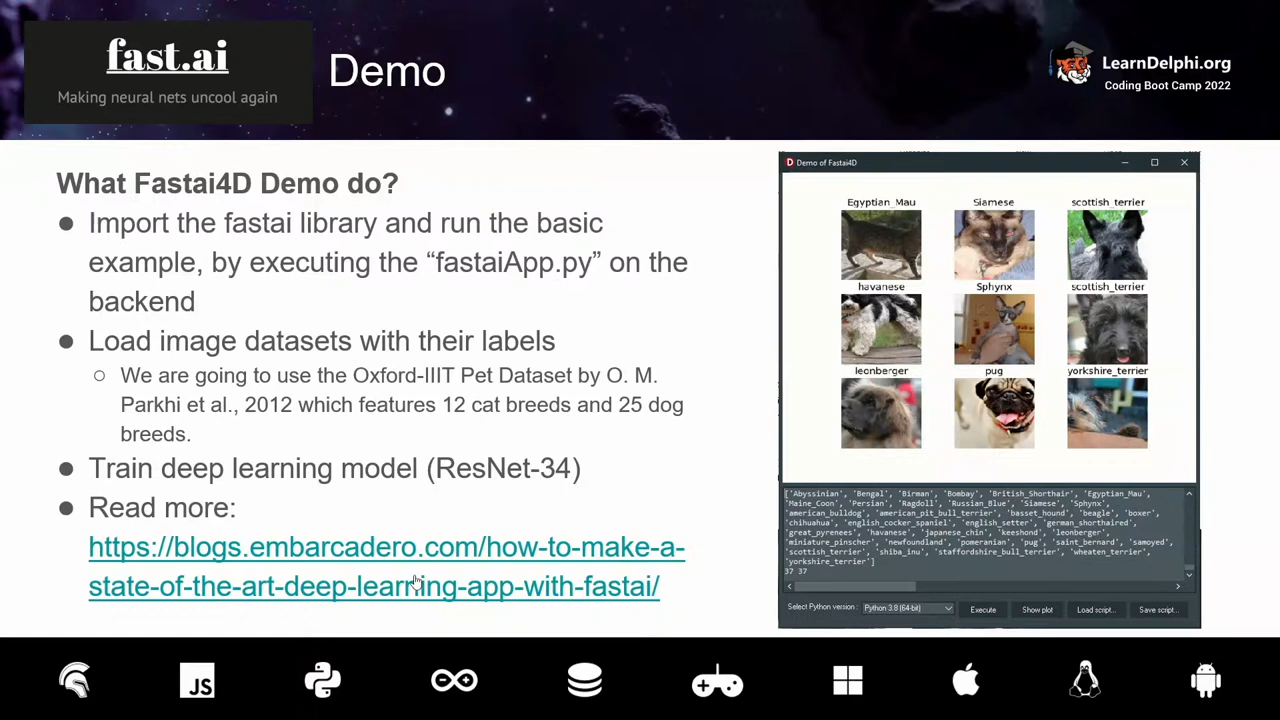 fast.ai
Making neural nets uncool again
Demo
LearnDelphi.org
Coding Boot Camp 2022
What Fastai4D Demo do?
● Import the fastai library and run the basic
example, by executing the “fastaiApp.py” on the
backend
● Load image datasets with their labels
○ We are going to use the Oxford-IIIT Pet Dataset by O. M.
Parkhi et al., 2012 which features 12 cat breeds and 25 dog
breeds.
● Train deep learning model (ResNet-34)
● Read more:
https://blogs.embarcadero.com/how-to-make-a-
state-of-the-art-deep-learning-app-with-fastai/
Demo of Fastai4D
Egyptian_Mau Siamese scottish_terrier
havanese Sphynx scottish_terrier
leonberger pug yorkshire_terrier
['Abyssinian', 'Bengal', 'Birman', 'Bombay', 'British_Shorthair', 'Egyptian_Mau',
'Maine_Coon', 'Persian', 'Ragdoll', 'Russian_Blue', 'Siamese', 'Sphynx',
'american_bulldog', 'american_pit_bull_terrier', 'basset_hound', 'beagle', 'boxer',
'chihuahua', 'english_cocker_spaniel', 'english_setter', 'german_shorthaired',
'great_pyrenees', 'havanese', 'japanese_chin', 'keeshond', 'leonberger',
'miniature_pinscher', 'newfoundland', 'pomeranian', 'pug', 'saint_bernard', 'samoyed',
'scottish_terrier', 'shiba_inu', 'staffordshire_bull_terrier', 'wheaten_terrier',
'yorkshire_terrier']
37 37
Select Python version : Python 3.8 (64-bit) Execute Show plot Load script... Save script...
JS